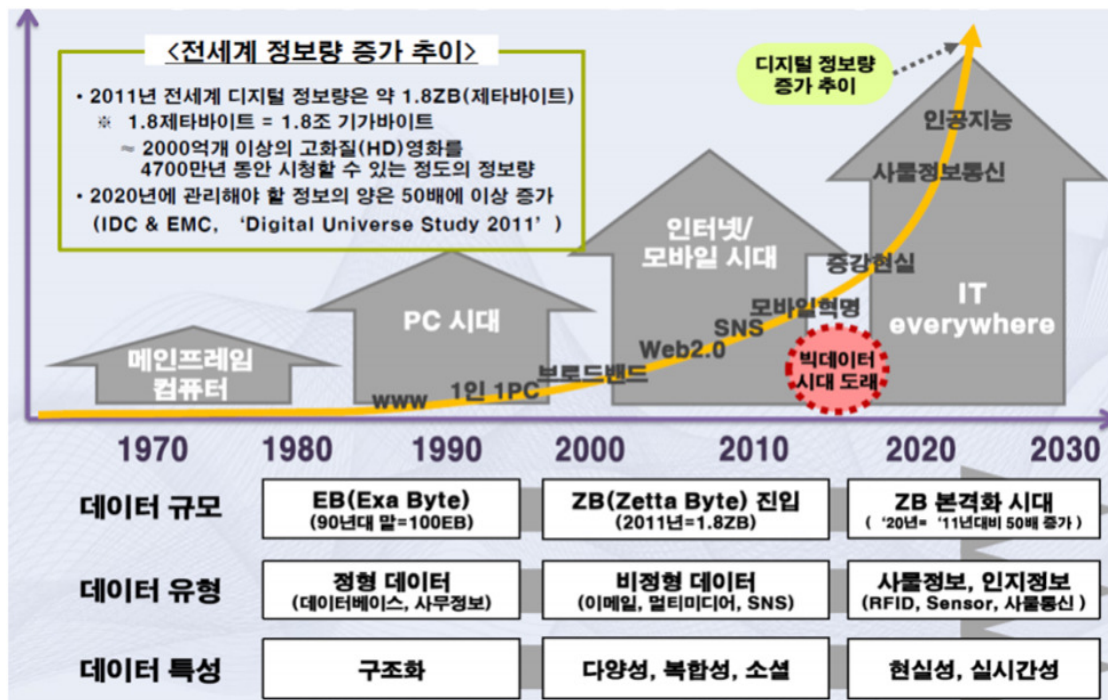 <전세계 정보량 증가 추이>
• 2011년 전세계 디지털 정보량은 약 1.8ZB(제타바이트)
※ 1.8제타바이트 = 1.8조 기가바이트
≈ 2000억개 이상의 고화질(HD)영화를
4700만년 동안 시청할 수 있는 정도의 정보량
• 2020년에 관리해야 할 정보의 양은 50배에 이상 증가
(IDC & EMC, ‘Digital Universe Study 2011’)
디지털 정보량
증가 추이
인공지능
사물정보통신
인터넷/
모바일 시대
증강현실
PC 시대
모바일혁명
IT
everywhere
SNS
Web2.0
메인프레임
컴퓨터
브로드밴드
빅데이터
시대 도래
1인 1PC
www
1970 1980 1990 2000 2010 2020 2030
데이터 규모
EB(Exa Byte)
(90년대 말=100EB)
ZB(Zetta Byte) 진입
(2011년=1.8ZB)
ZB 본격화 시대
( ‘20년= ‘11년대비 50배 증가 )
데이터 유형
정형 데이터
(데이터베이스, 사무정보)
비정형 데이터
(이메일, 멀티미디어, SNS)
사물정보, 인지정보
(RFID, Sensor, 사물통신 )
데이터 특성
구조화
다양성, 복합성, 소셜
현실성, 실시간성